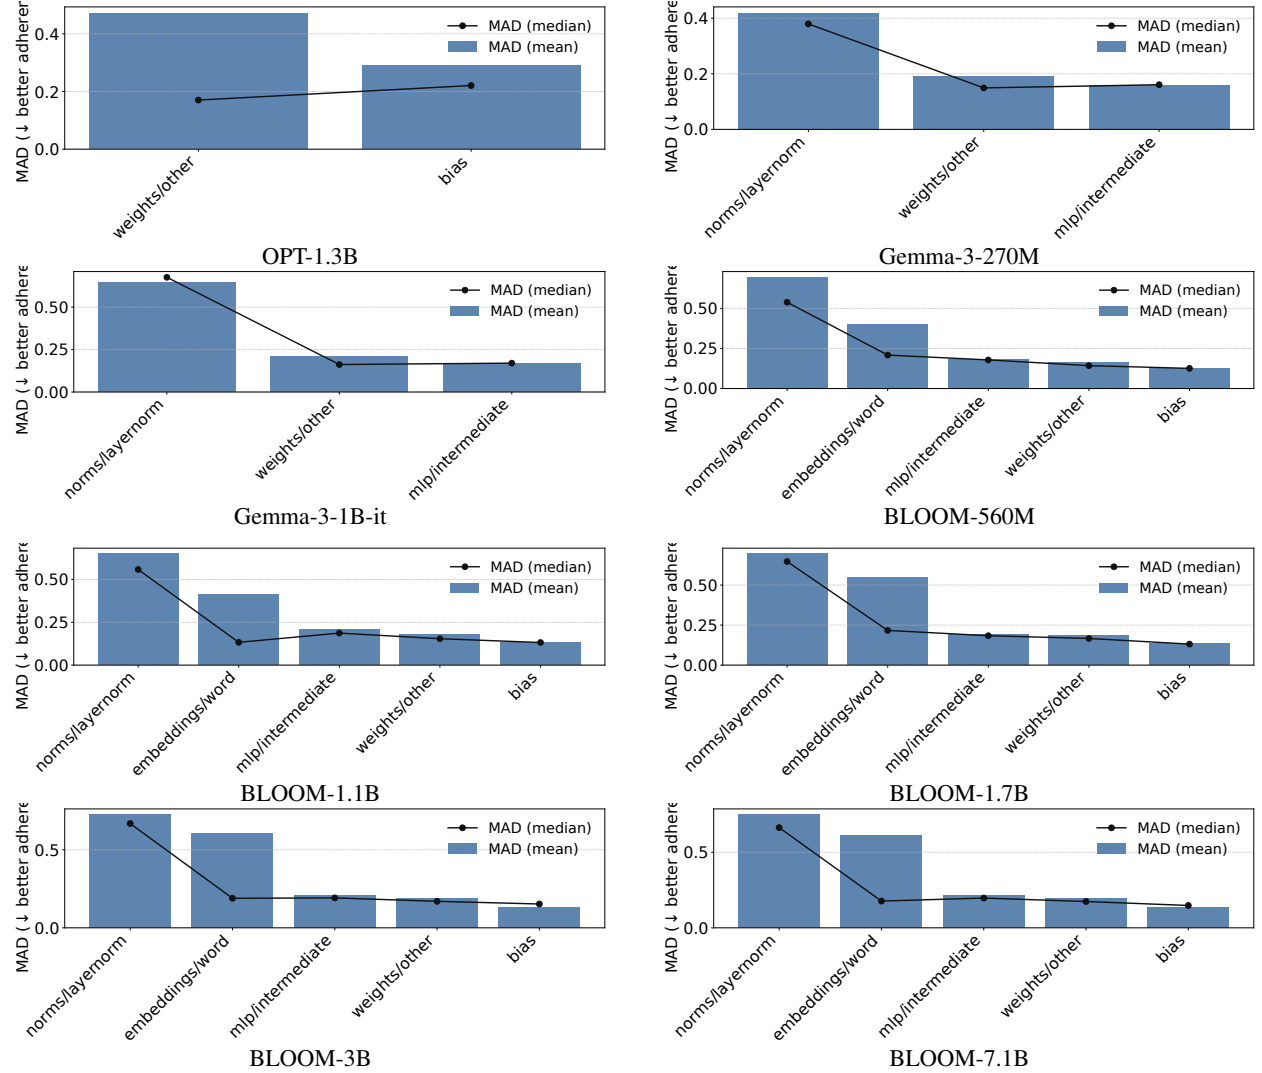 MAD (↓ better adhere
0.4
0.2
0.0
MAD (median)
MAD (mean)
weights/other
bias
OPT-1.3B
MAD (↓ better adhere
0.4
0.2
0.0
MAD (median)
MAD (mean)
norms/layernorm
weights/other
mlp/intermediate
Gemma-3-270M
MAD (↓ better adhere
0.50
0.25
0.00
MAD (median)
MAD (mean)
norms/layernorm
weights/other
mlp/intermediate
Gemma-3-1B-it
MAD (↓ better adhere
0.50
0.25
0.00
MAD (median)
MAD (mean)
norms/layernorm
embeddings/word
mlp/intermediate
weights/other
bias
BLOOM-560M
MAD (↓ better adhere
0.50
0.25
0.00
MAD (median)
MAD (mean)
norms/layernorm
embeddings/word
mlp/intermediate
weights/other
bias
BLOOM-1.1B
MAD (↓ better adhere
0.50
0.25
0.00
MAD (median)
MAD (mean)
norms/layernorm
embeddings/word
mlp/intermediate
weights/other
bias
BLOOM-1.7B
MAD (↓ better adhere
0.5
0.0
MAD (median)
MAD (mean)
norms/layernorm
embeddings/word
mlp/intermediate
weights/other
bias
BLOOM-3B
MAD (↓ better adhere
0.5
0.0
MAD (median)
MAD (mean)
norms/layernorm
embeddings/word
mlp/intermediate
weights/other
bias
BLOOM-7.1B